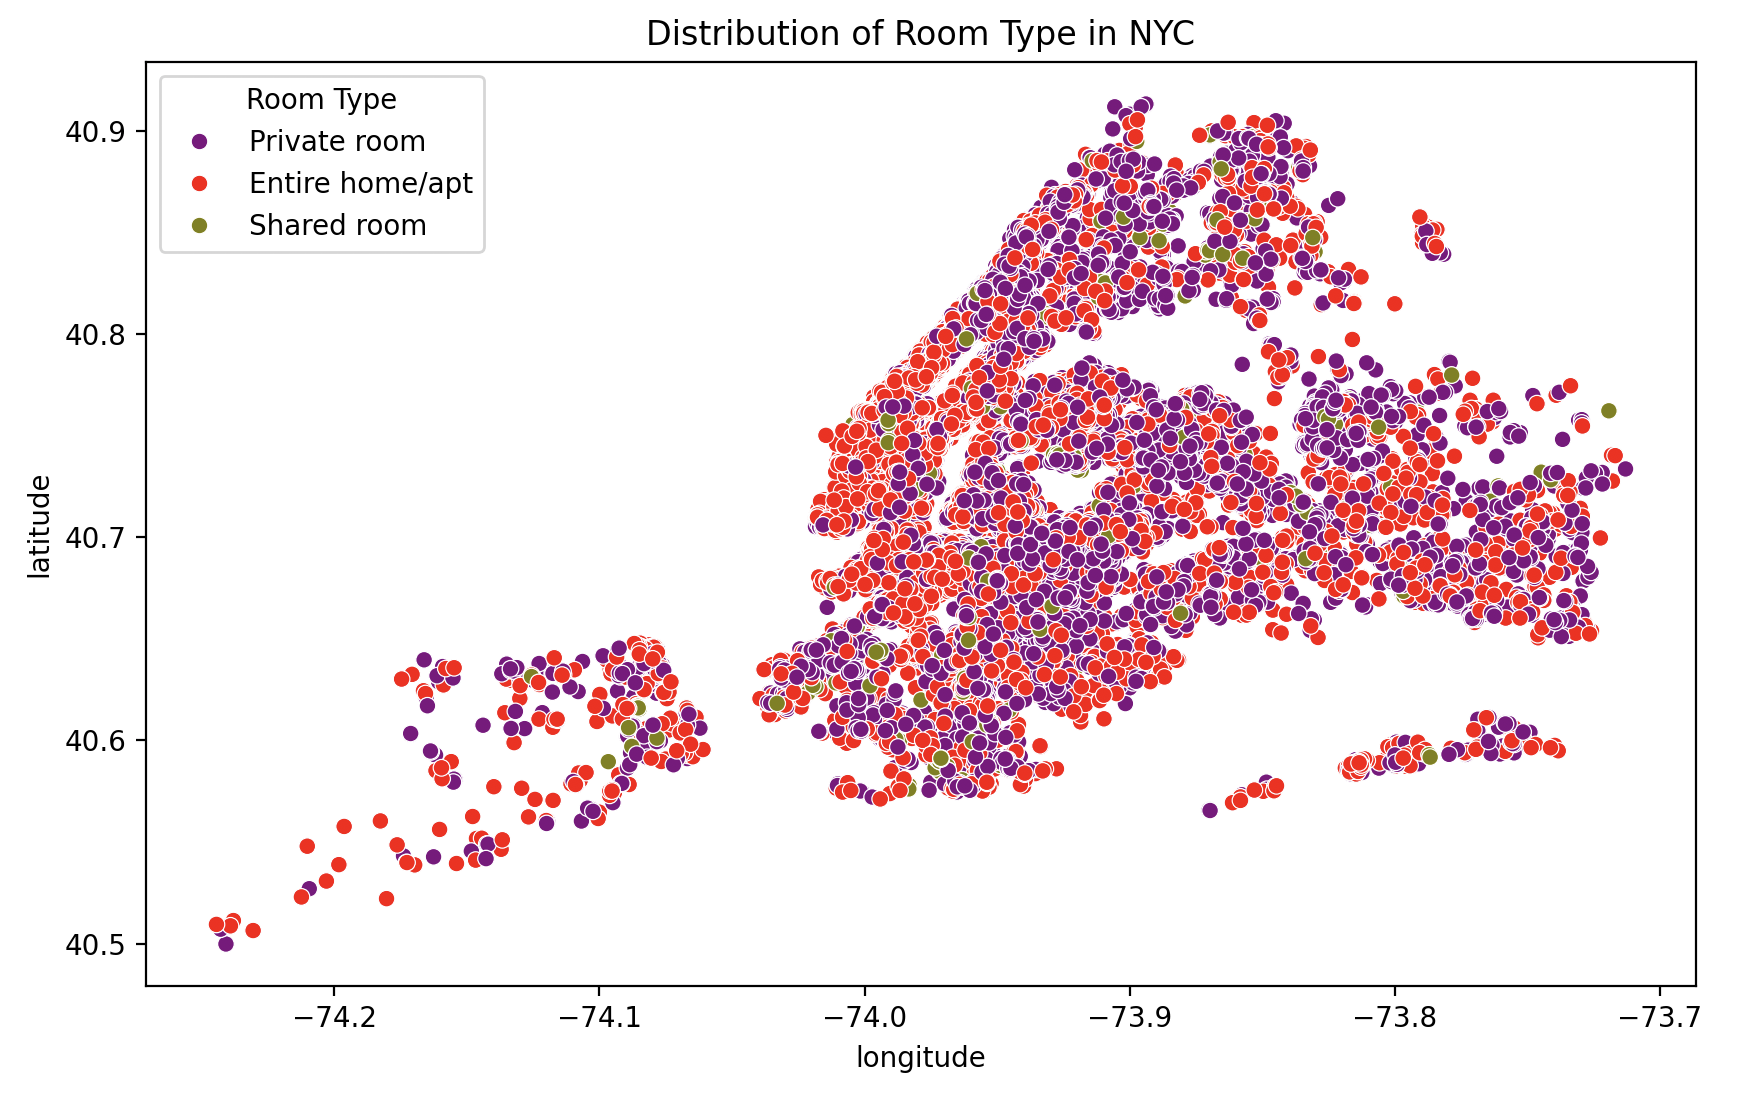 Distribution of Room Type in NYC
Room Type
Private room
Entire home/apt
Shared room
40.9
40.8
40.7
40.6
40.5
latitude
−74.2
−74.1
−74.0
−73.9
−73.8
−73.7
longitude